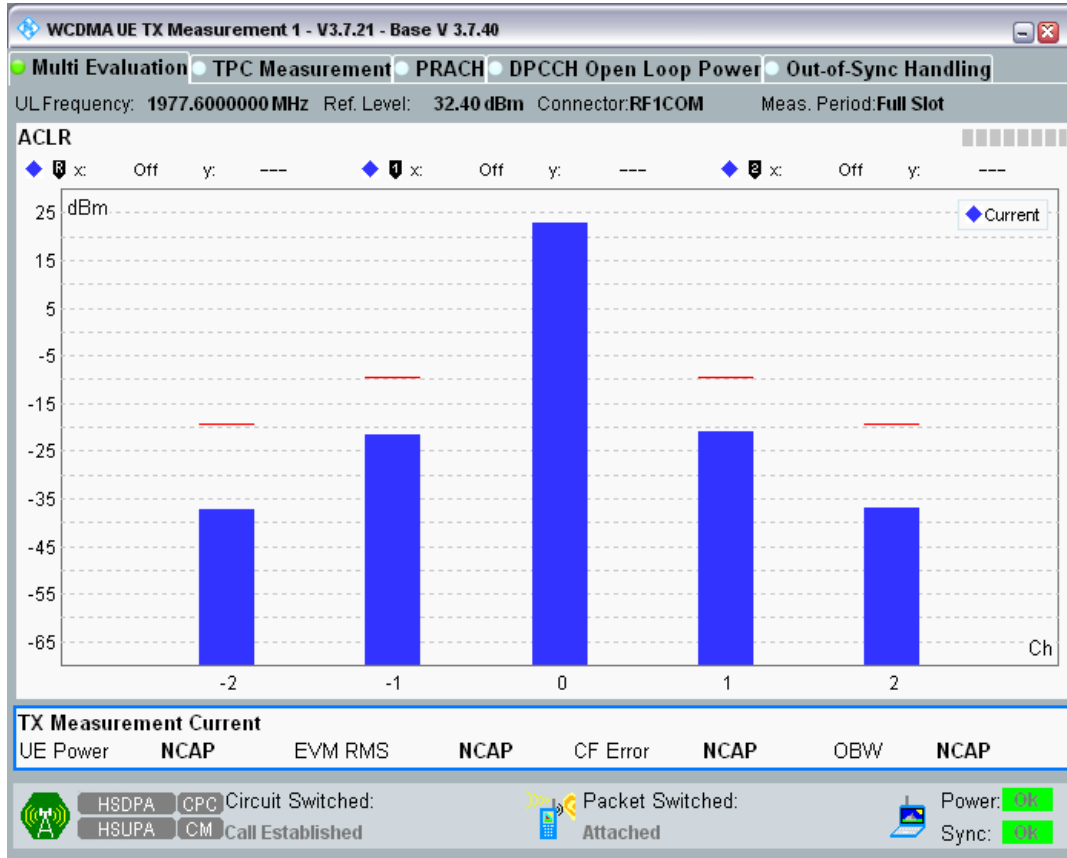 WCDMA UE TX Measurement 1 - V3.7.21 - Base V 3.7.40
Multi Evaluation TPC Measurement PRACH DPCCH Open Loop Power Out-of-Sync Handling
UL Frequency: 1977.6000000 MHz Ref. Level: 32.40 dBm Connector:RF1COM Meas. Period:Full Slot
ACLR
R x: Off y: --- 1 x: Off y: --- 2 x: Off y: ---
dBm
Current
25
15
5
-5
-15
-25
-35
-45
-55
-65
Ch
-2 -1 0 1 2
TX Measurement Current
UE Power NCAP EVM RMS NCAP CF Error NCAP OBW NCAP
HSDPA CPC Circuit Switched: Packet Switched: Power: Ok
HSUPA CM Call Established Attached Sync: Ok